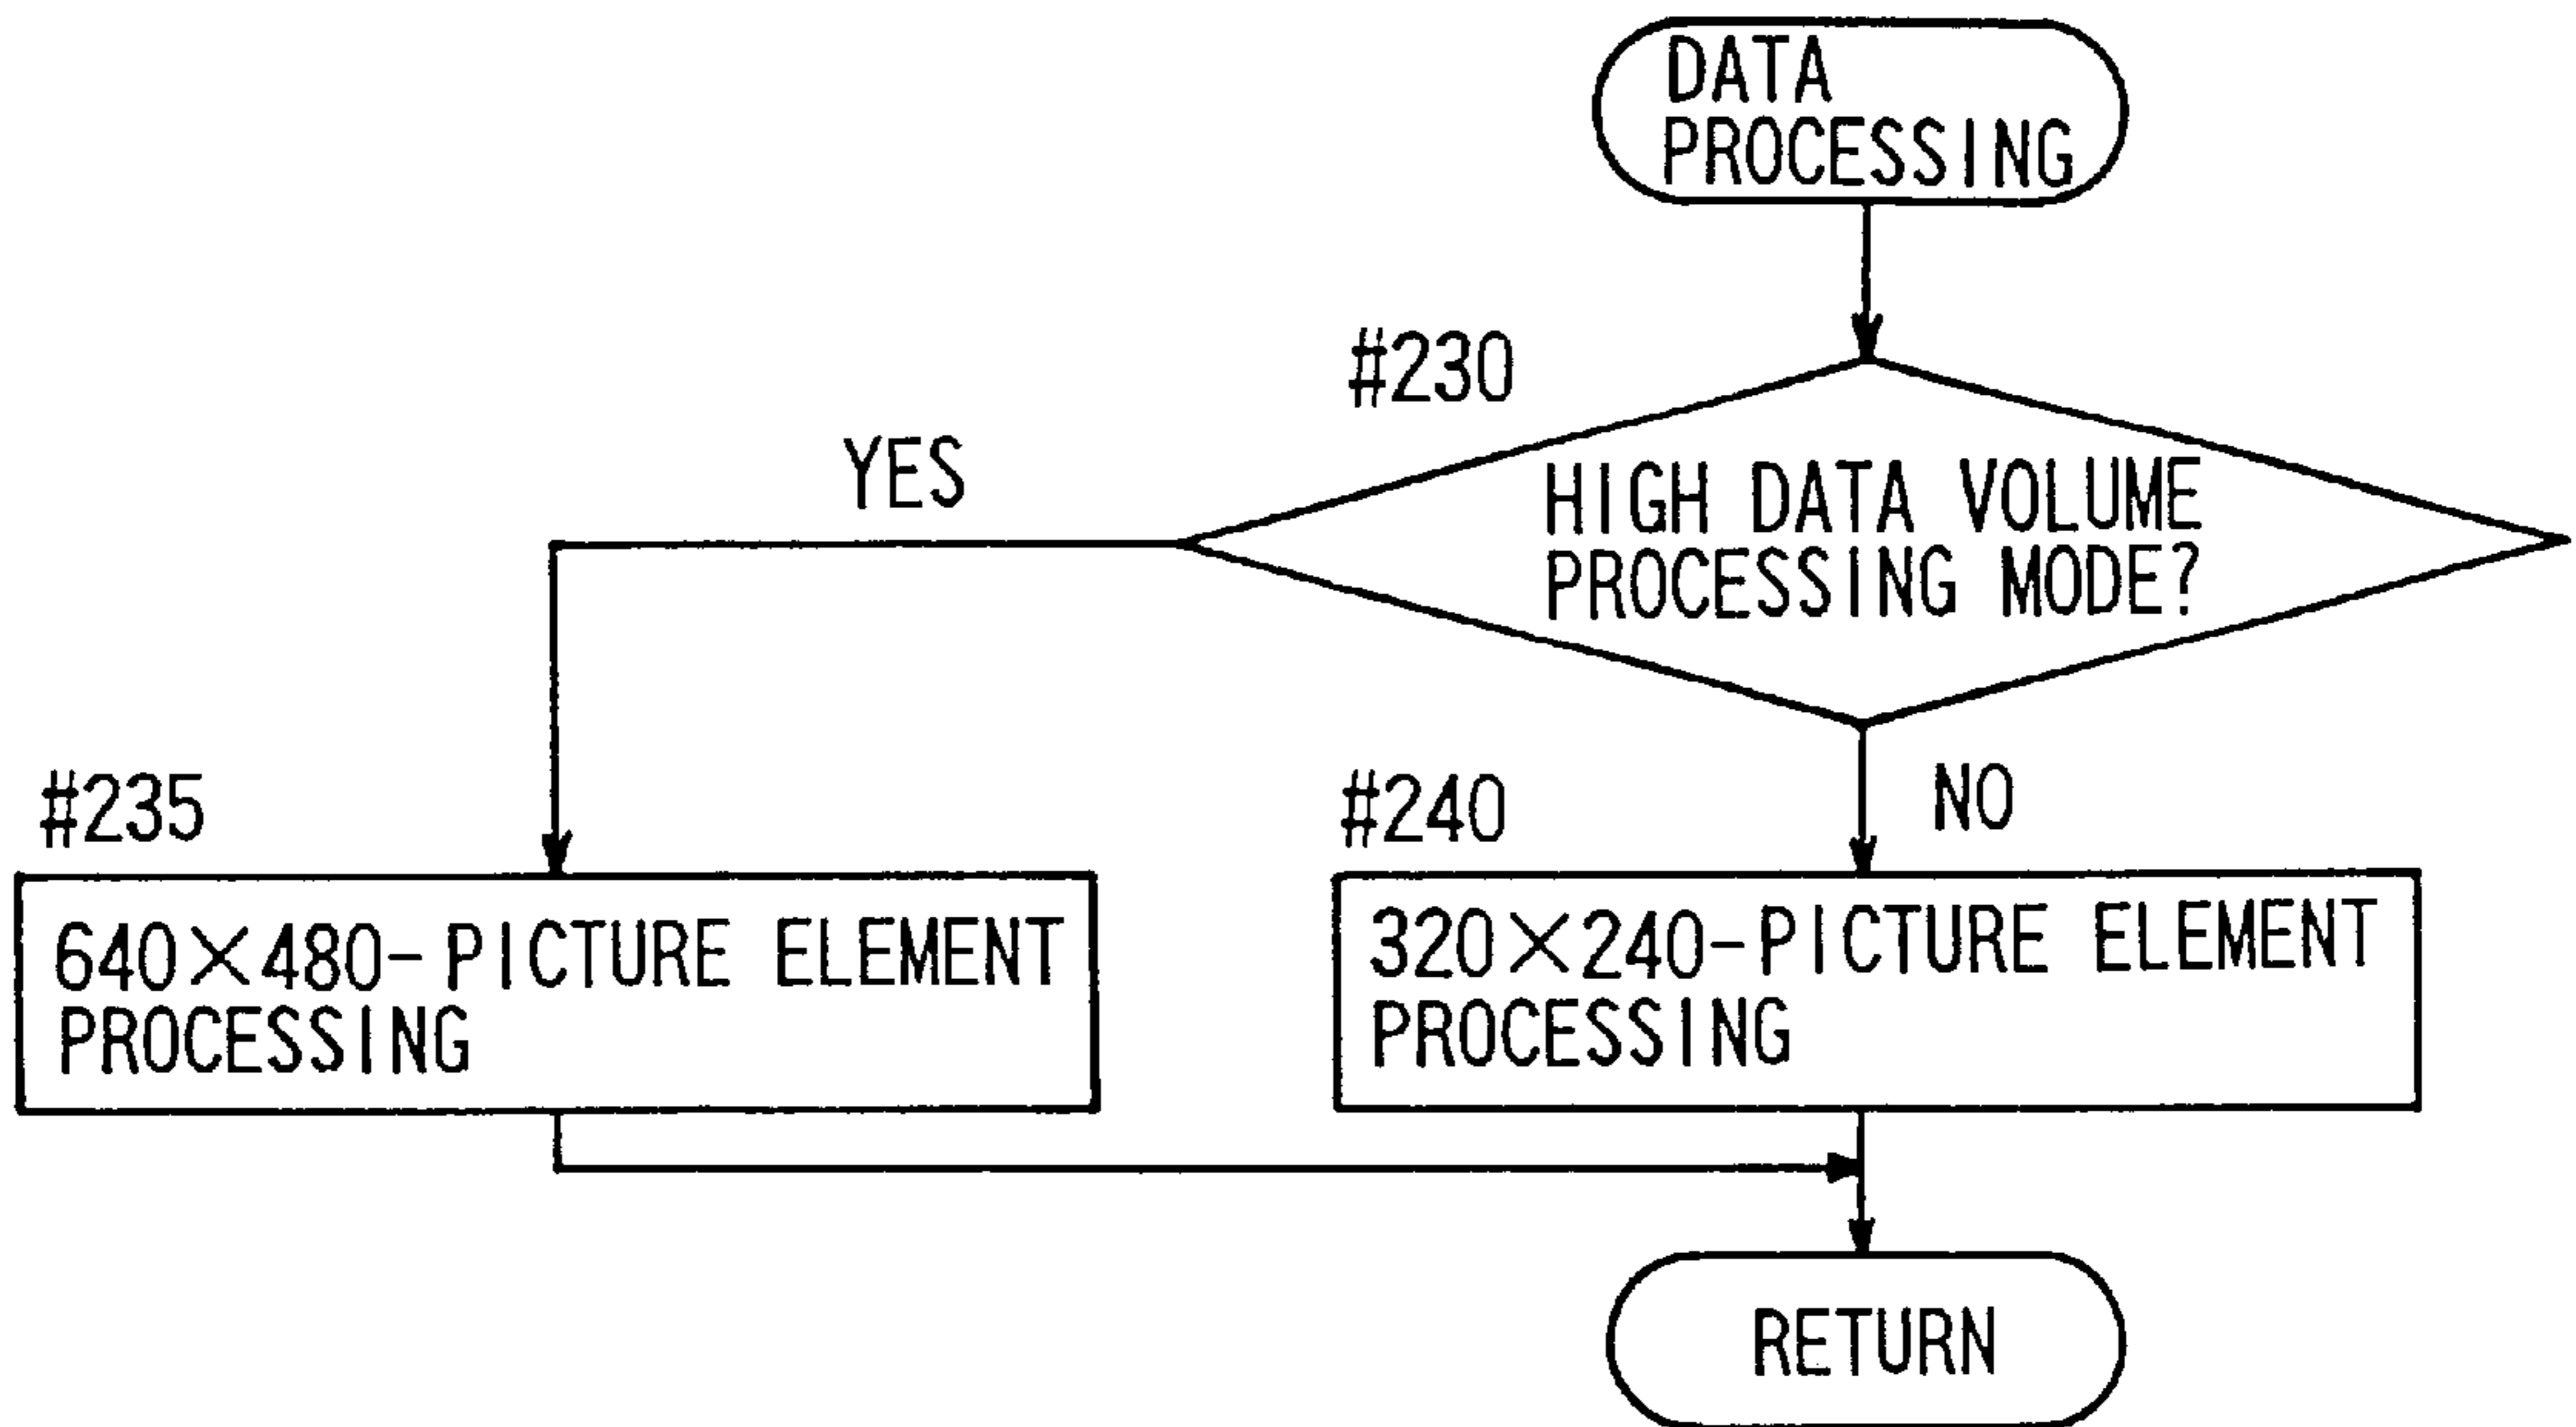 DATA
PROCESSING
#230
YES
HIGH DATA VOLUME
PROCESSING MODE?
#235
#240
NO
640×480-PICTURE ELEMENT
PROCESSING
320×240-PICTURE ELEMENT
PROCESSING
RETURN